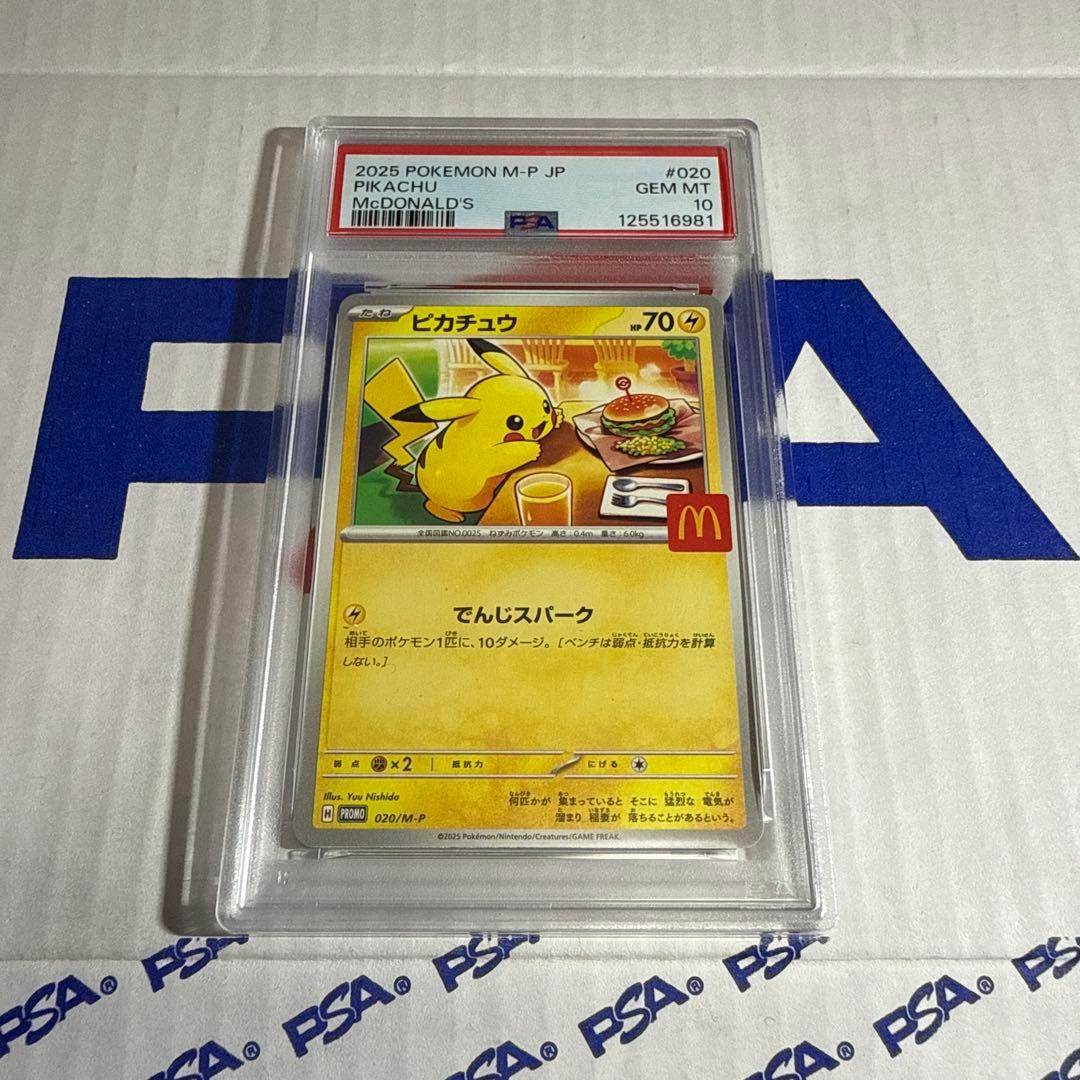 2025 POKEMON M-P JP #020
PIKACHU GEM MT
McDONALD'S 10
PSA 125516981
PSA
たね ピカチュウ HP70
M
全国図鑑NO.0025 ねずみポケモン 高さ:0.4m 重さ:6.0kg
でんじスパーク
相手のポケモン1匹に、10ダメージ。[ベンチは弱点・抵抗力を計算
しない。]
弱点 ×2 抵抗力 にげる
Illus. Yuu Nishida
何匹かが 集まっていると そこに 猛烈な 電気が
H PROMO 020/M-P
溜まり 稲妻が 落ちることがあるという。
©2025 Pokémon/Nintendo/Creatures/GAME FREAK.
PSA® PSA® PSA® PSA®
PSA® PSA® PSA®